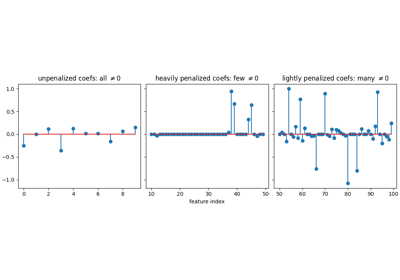 unpenalized coefs: all ≠0
heavily penalized coefs: few ≠0
lightly penalized coefs: many ≠0
1.0
0.5
0.0
−0.5
−1.0
0 2 4 6 8
10 20 30 40 50
50 60 70 80 90 100
feature index